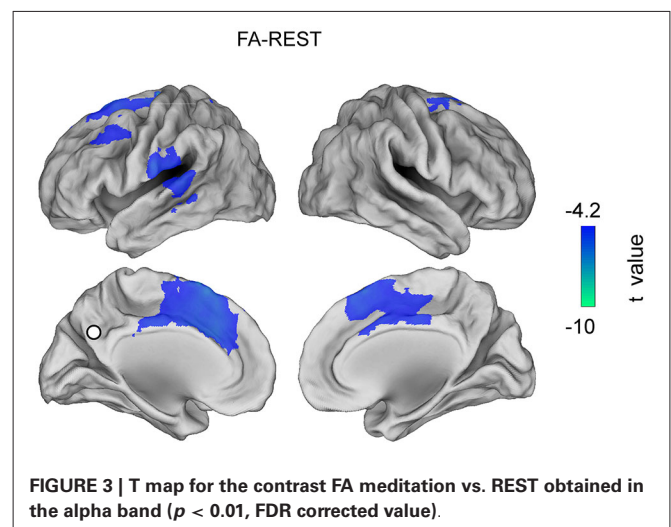 FA-REST
-4.2
t value
-10
FIGURE 3 | T map for the contrast FA meditation vs. REST obtained in
the alpha band (p < 0.01, FDR corrected value).